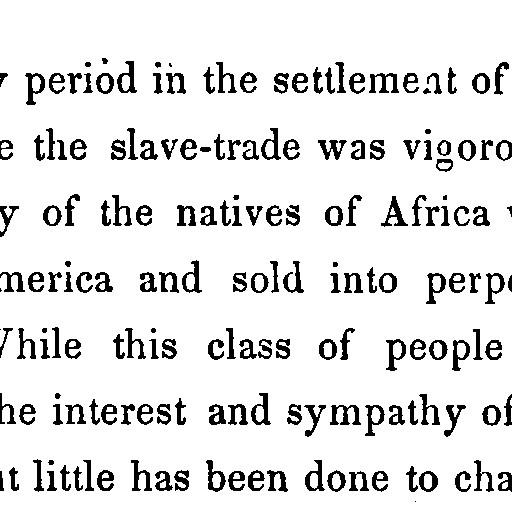 y period in the settlement of
e the slave-trade was vigoro
y of the natives of Africa
merica and sold into perp
While this class of people
he interest and sympathy of
t little has been done to cha